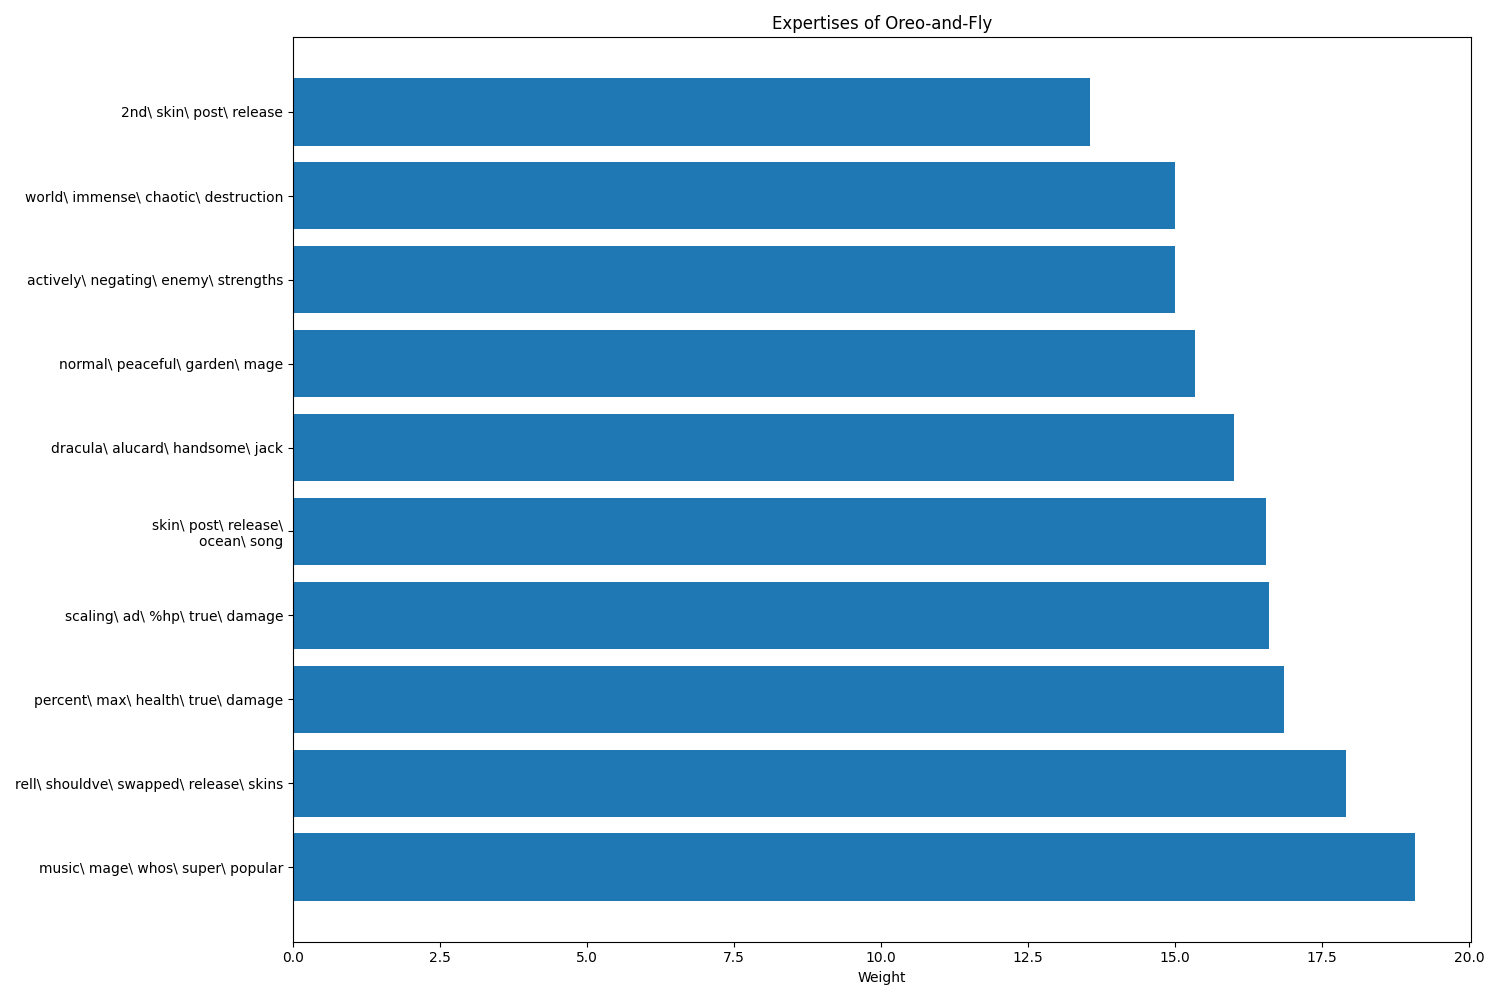 Expertises of Oreo-and-Fly
2nd\ skin\ post\ release
world\ immense\ chaotic\ destruction
actively\ negating\ enemy\ strengths
normal\ peaceful\ garden\ mage
dracula\ alucard\ handsome\ jack
skin\ post\ release\
ocean\ song
scaling\ ad\ %hp\ true\ damage
percent\ max\ health\ true\ damage
rell\ shouldve\ swapped\ release\ skins
music\ mage\ whos\ super\ popular
0.0 2.5 5.0 7.5 10.0 12.5 15.0 17.5 20.0
Weight